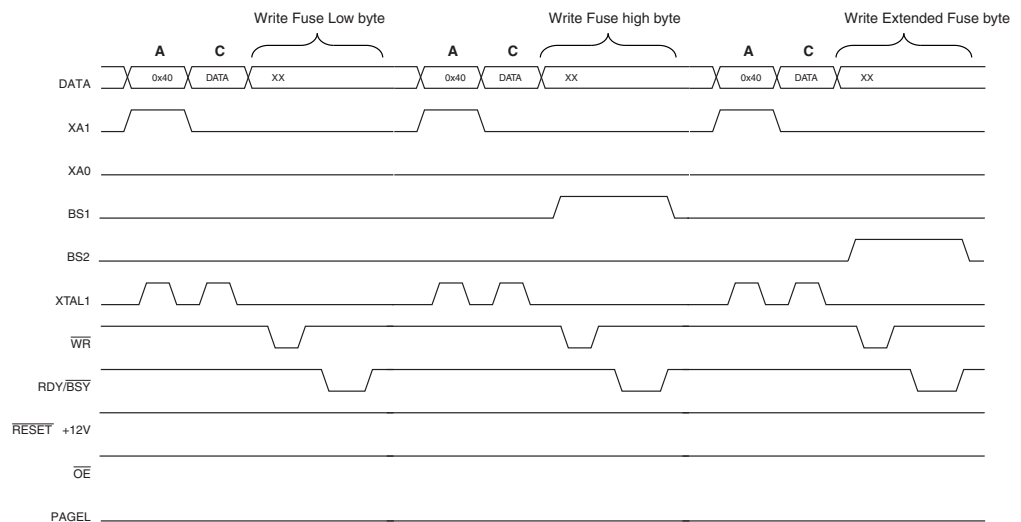 Write Fuse Low byte Write Fuse high byte Write Extended Fuse byte
A C A C A C
DATA 0x40 DATA XX 0x40 DATA XX 0x40 DATA XX
XA1
XA0
BS1
BS2
XTAL1
WR
RDY/BSY
RESET +12V
OE
PAGEL